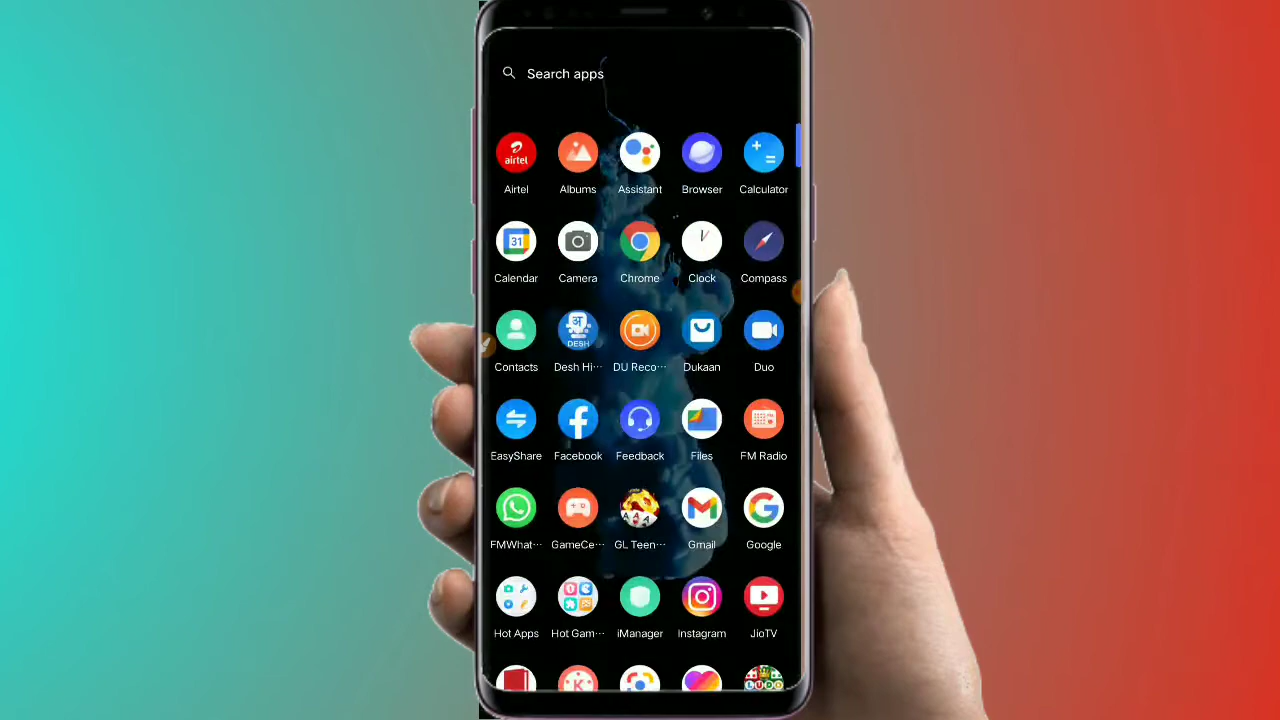 Search apps
airtel
Airtel Albums Assistant Browser Calculator
31
Calendar Camera Chrome Clock Compass
अ
DESH
Contacts Desh Hi··· DU Reco··· Dukaan Duo
EasyShare Facebook Feedback Files FM Radio
A A A
FMWhat··· GameCe··· GL Teen··· Gmail Google
Hot Apps Hot Gam··· iManager Instagram JioTV
K LUDO